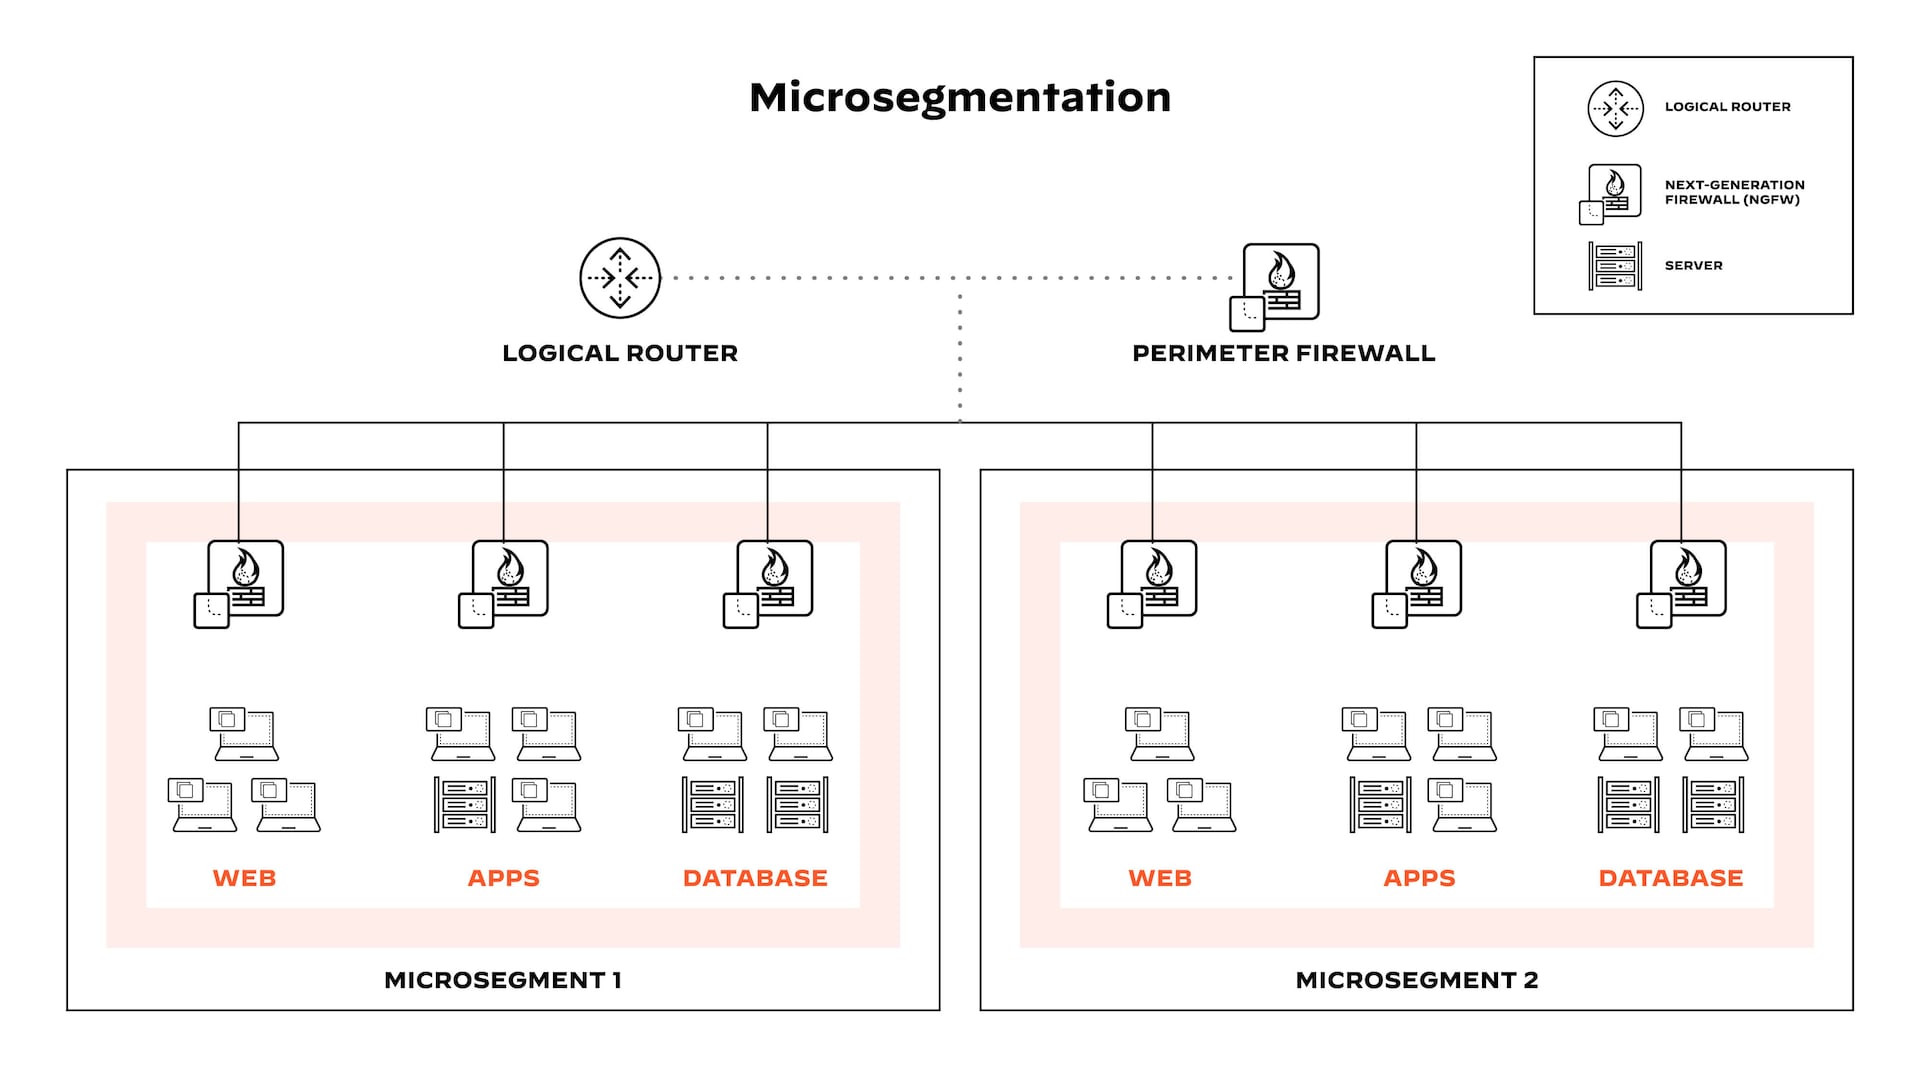 Microsegmentation
LOGICAL ROUTER
NEXT-GENERATION
FIREWALL (NGFW)
SERVER
LOGICAL ROUTER
PERIMETER FIREWALL
WEB
APPS
DATABASE
MICROSEGMENT 1
WEB
APPS
DATABASE
MICROSEGMENT 2